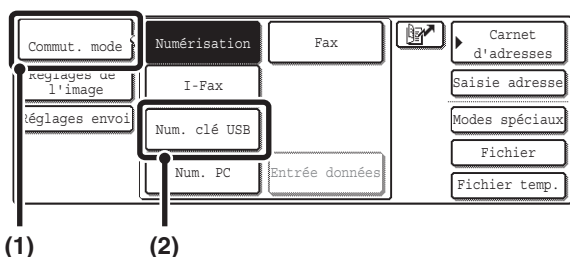 Commut. mode
Numérisation
Fax
Carnet
d'adresses
Réglages de
l'image
I-Fax
Saisie adresse
Réglages envoi
Num. clé USB
Modes spéciaux
Fichier
Num. PC
Entrée données
Fichier temp.
(1)
(2)